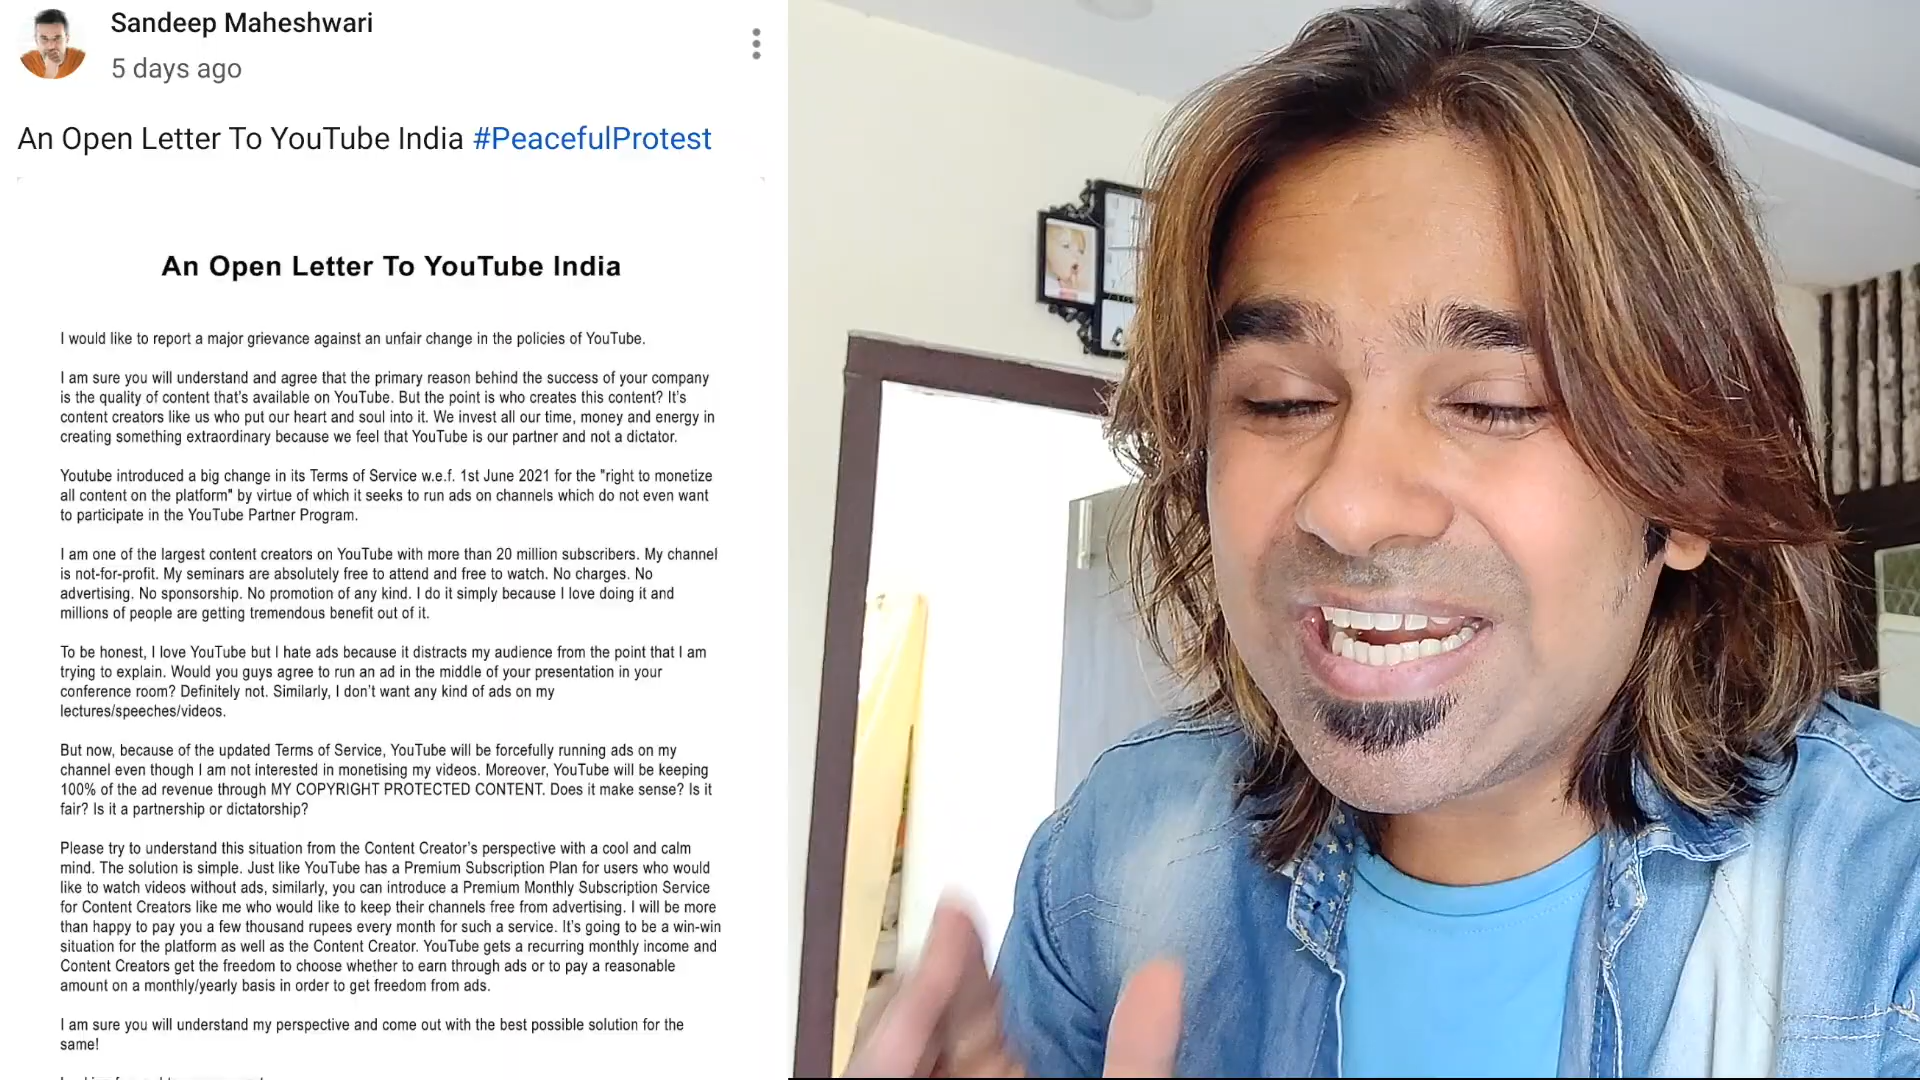 Sandeep Maheshwari
5 days ago
An Open Letter To YouTube India #PeacefulProtest
An Open Letter To YouTube India
I would like to report a major grievance against an unfair change in the policies of YouTube.
I am sure you will understand and agree that the primary reason behind the success of your company
is the quality of content that's available on YouTube. But the point is who creates this content? It's
content creators like us who put our heart and soul into it. We invest all our time, money and energy in
creating something extraordinary because we feel that YouTube is our partner and not a dictator.
Youtube introduced a big change in its Terms of Service w.e.f. 1st June 2021 for the "right to monetize
all content on the platform" by virtue of which it seeks to run ads on channels which do not even want
to participate in the YouTube Partner Program.
I am one of the largest content creators on YouTube with more than 20 million subscribers. My channel
is not-for-profit. My seminars are absolutely free to attend and free to watch. No charges. No
advertising. No sponsorship. No promotion of any kind. I do it simply because I love doing it and
millions of people are getting tremendous benefit out of it.
To be honest, I love YouTube but I hate ads because it distracts my audience from the point that I am
trying to explain. Would you guys agree to run an ad in the middle of your presentation in your
conference room? Definitely not. Similarly, I don't want any kind of ads on my
lectures/speeches/videos.
But now, because of the updated Terms of Service, YouTube will be forcefully running ads on my
channel even though I am not interested in monetising my videos. Moreover, YouTube will be keeping
100% of the ad revenue through MY COPYRIGHT PROTECTED CONTENT. Does it make sense? Is it
fair? Is it a partnership or dictatorship?
Please try to understand this situation from the Content Creator's perspective with a cool and calm
mind. The solution is simple. Just like YouTube has a Premium Subscription Plan for users who would
like to watch videos without ads, similarly, you can introduce a Premium Monthly Subscription Service
for Content Creators like me who would like to keep their channels free from advertising. I will be more
than happy to pay you a few thousand rupees every month for such a service. It's going to be a win-win
situation for the platform as well as the Content Creator. YouTube gets a recurring monthly income and
Content Creators get the freedom to choose whether to earn through ads or to pay a reasonable
amount on a monthly/yearly basis in order to get freedom from ads.
I am sure you will understand my perspective and come out with the best possible solution for the
same!